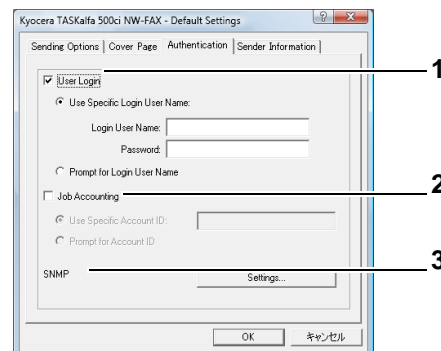 Kyocera TASKalfa 500ci NW-FAX - Default Settings
Sending Options Cover Page Authentication Sender Information
1
User Login
Use Specific Login User Name:
Login User Name:
Password:
Prompt for Login User Name
2
Job Accounting
Use Specific Account ID:
Prompt for Account ID
3
SNMP Settings...
OK キャンセル